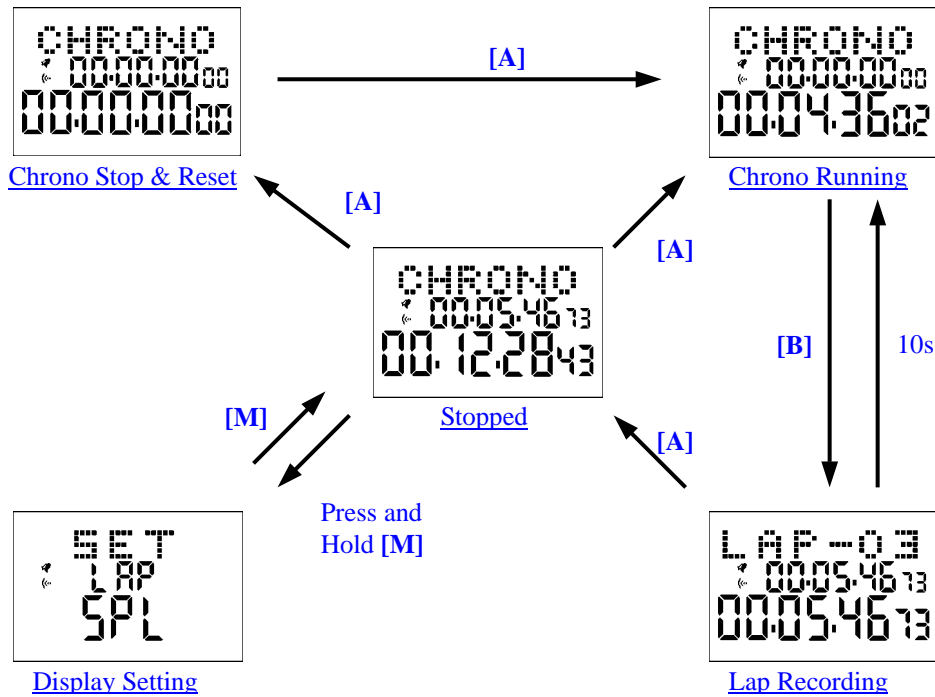 CHRONO
00:00:00 00
00:00:00 00
Chrono Stop & Reset
[A]
CHRONO
00:00:00 00
00:04:36 02
Chrono Running
[A]
[A]
CHRONO
00:05:46 73
00:12:28 43
Stopped
[B]
10s
[M]
[A]
Press and
Hold [M]
SET
LAP
SPL
Display Setting
LAP-03
00:05:46 73
00:05:46 73
Lap Recording